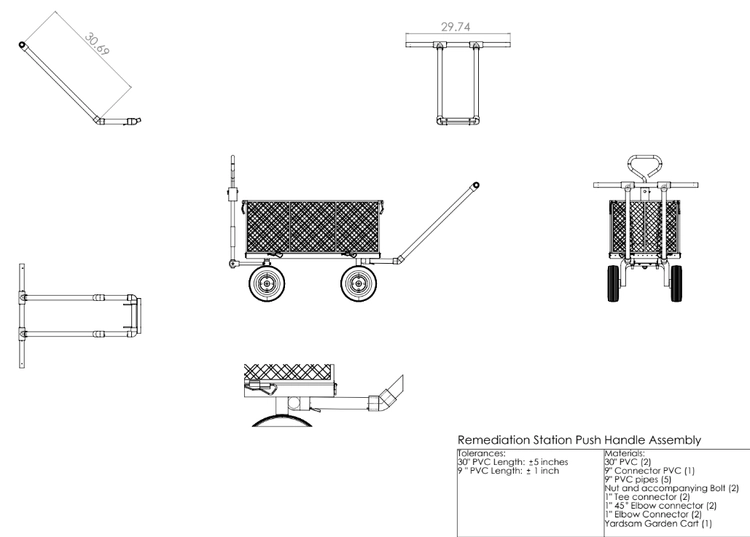 30.69
29.74
Remediation Station Push Handle Assembly
Tolerances:
30" PVC Length: ±5 inches
9 " PVC Length: ± 1 inch
Materials:
30" PVC (2)
9" Connector PVC (1)
9" PVC pipes (5)
Nut and accompanying Bolt (2)
1" Tee connector (2)
1" 45° Elbow connector (2)
1" Elbow Connector (2)
Yardsam Garden Cart (1)